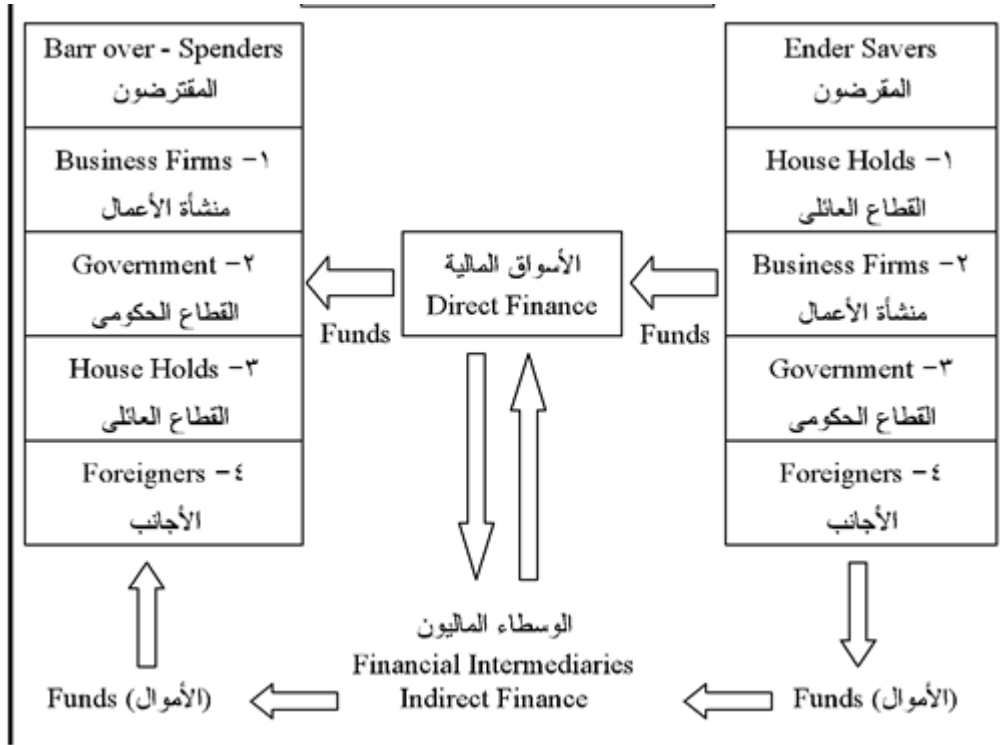 Barr over - Spenders
المقترضون
Business Firms -١
منشأة الأعمال
Government -٢
القطاع الحكومى
House Holds -٣
القطاع العائلى
Foreigners -٤
الأجانب
الأسواق المالية
Direct Finance
Funds
Funds
Ender Savers
المقرضون
House Holds -١
القطاع العائلى
Business Firms -٢
منشأة الأعمال
Government -٣
القطاع الحكومى
Foreigners -٤
الأجانب
الوسطاء الماليون
Financial Intermediaries
Indirect Finance
Funds (الأموال)
Funds (الأموال)